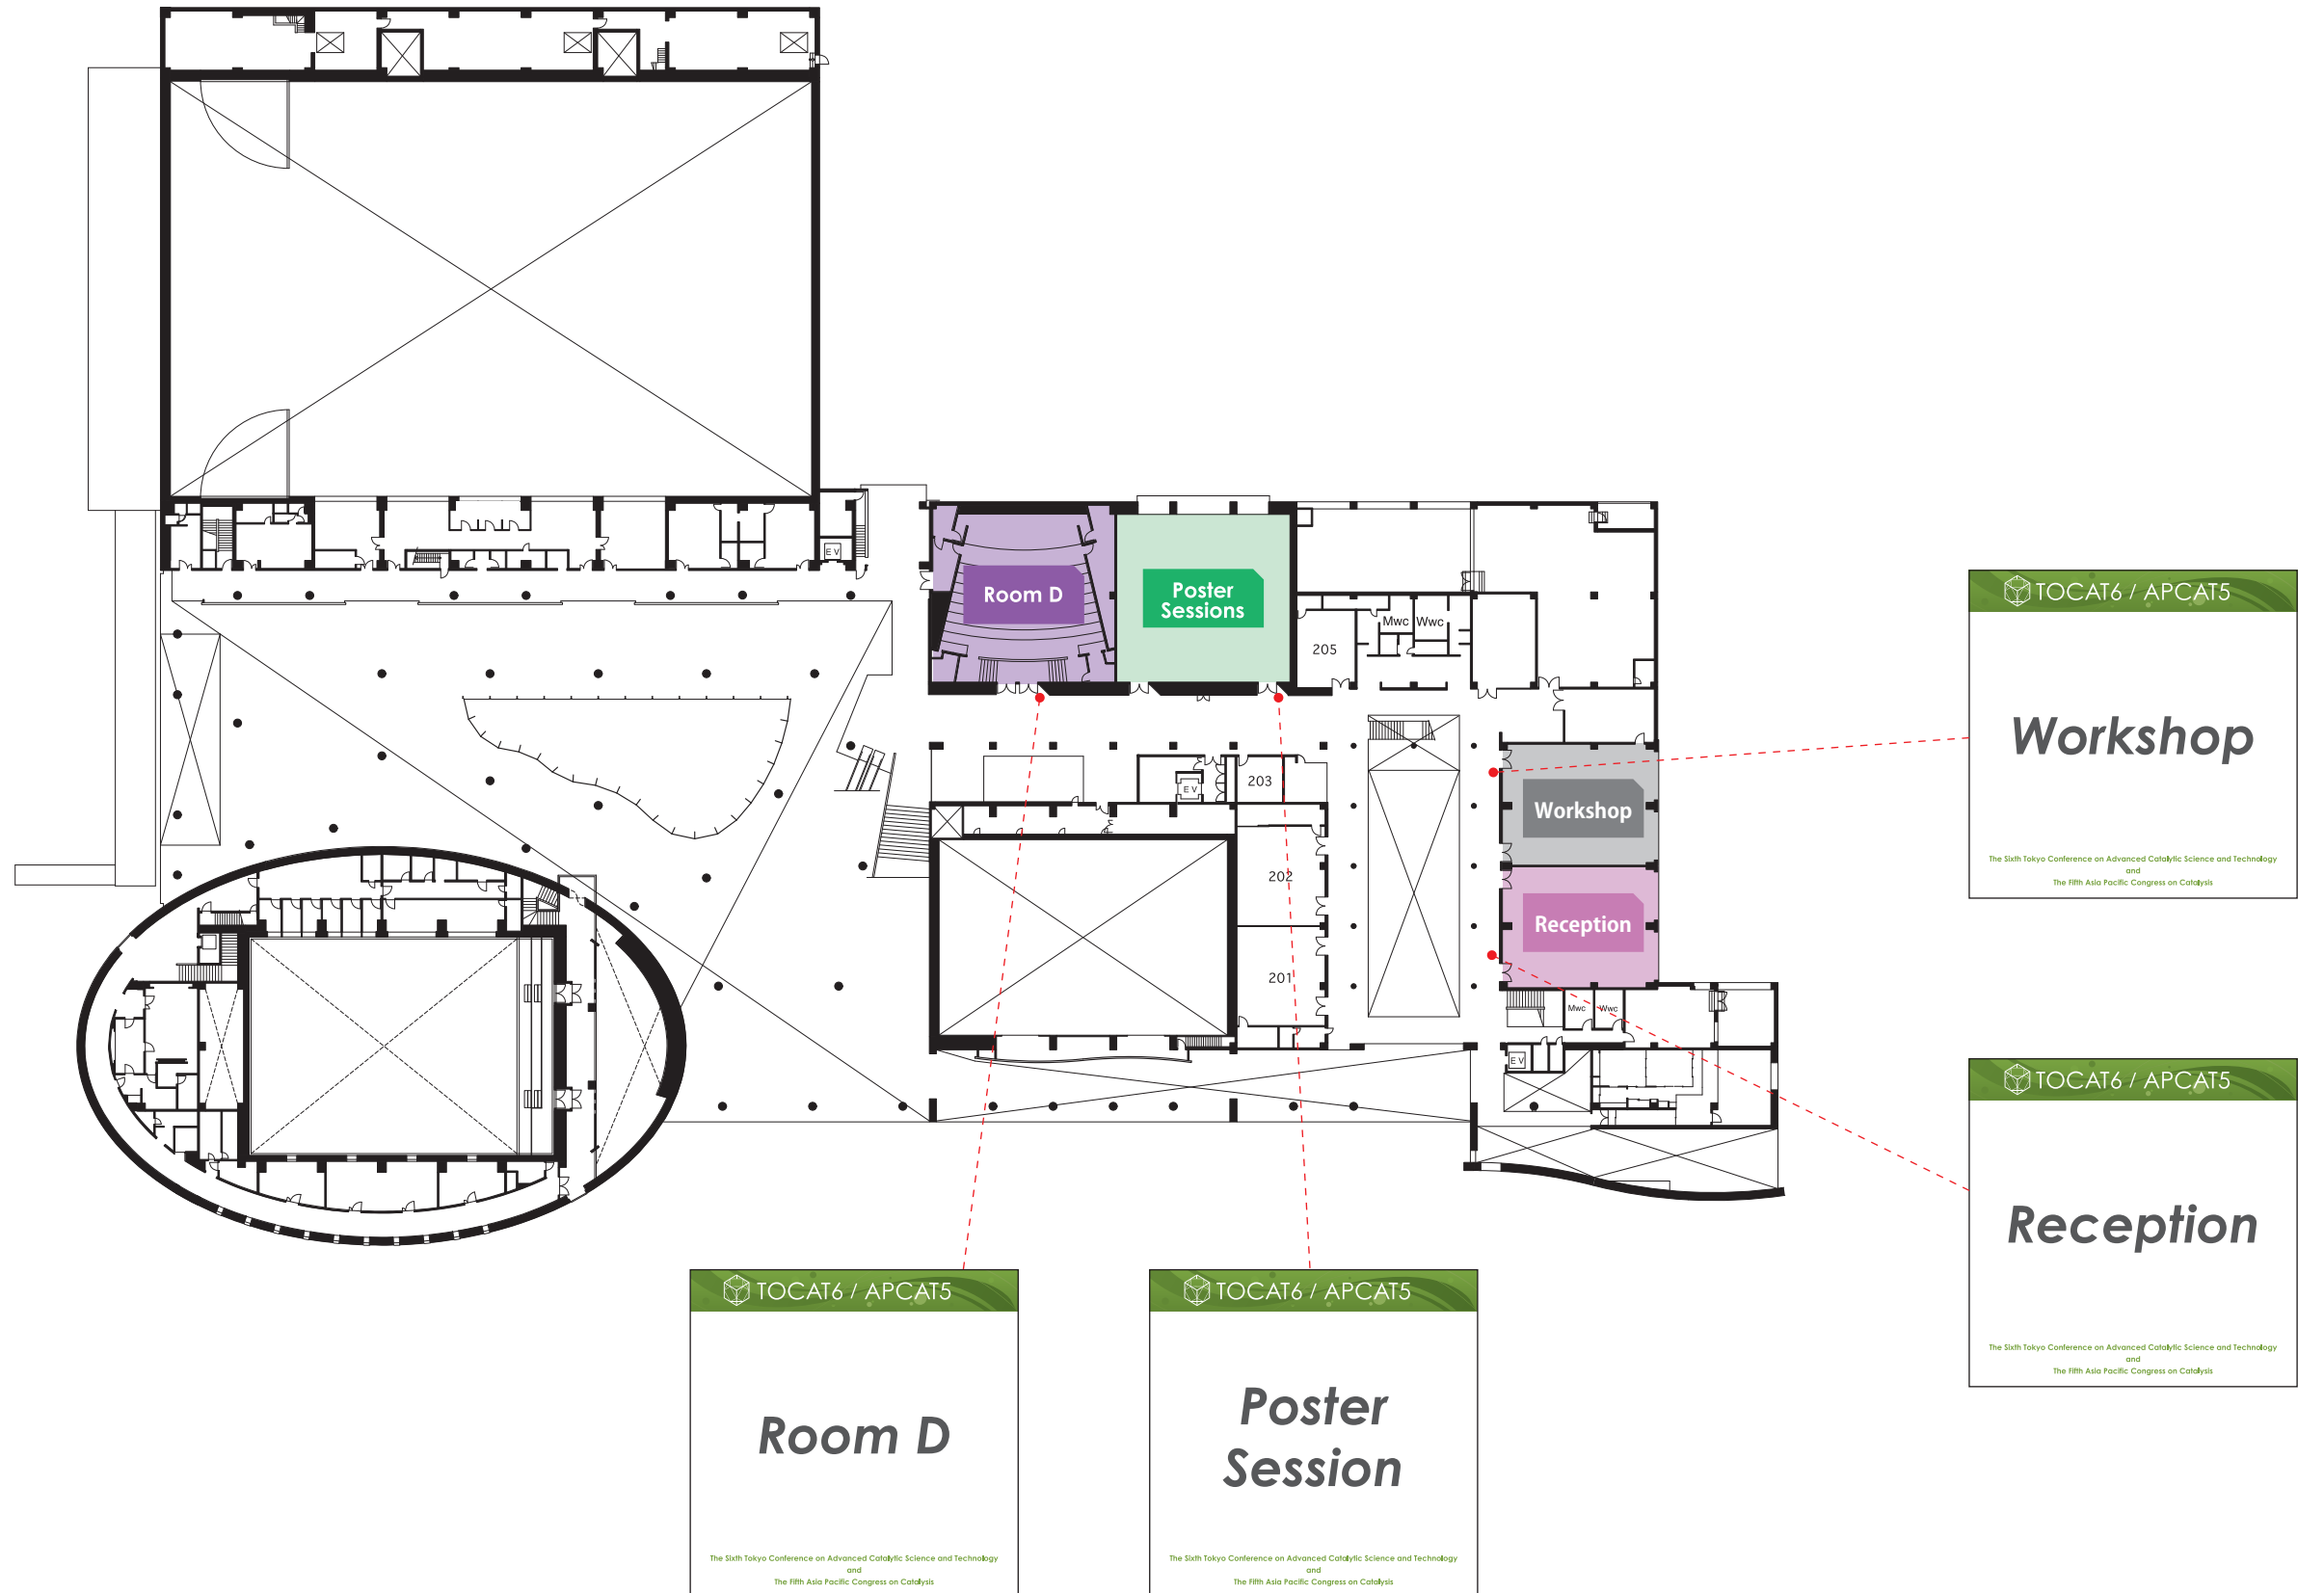 EV
Room D
Poster
Sessions
Mwc
Wwc
205
EV
203
202
201
Workshop
Reception
Mwc
Wwc
EV
TOCAT6 / APCAT5
Workshop
The Sixth Tokyo Conference on Advanced Catalytic Science and Technology
and
The Fifth Asia Pacific Congress on Catalysis
TOCAT6 / APCAT5
Reception
The Sixth Tokyo Conference on Advanced Catalytic Science and Technology
and
The Fifth Asia Pacific Congress on Catalysis
TOCAT6 / APCAT5
Room D
The Sixth Tokyo Conference on Advanced Catalytic Science and Technology
and
The Fifth Asia Pacific Congress on Catalysis
TOCAT6 / APCAT5
Poster
Session
The Sixth Tokyo Conference on Advanced Catalytic Science and Technology
and
The Fifth Asia Pacific Congress on Catalysis